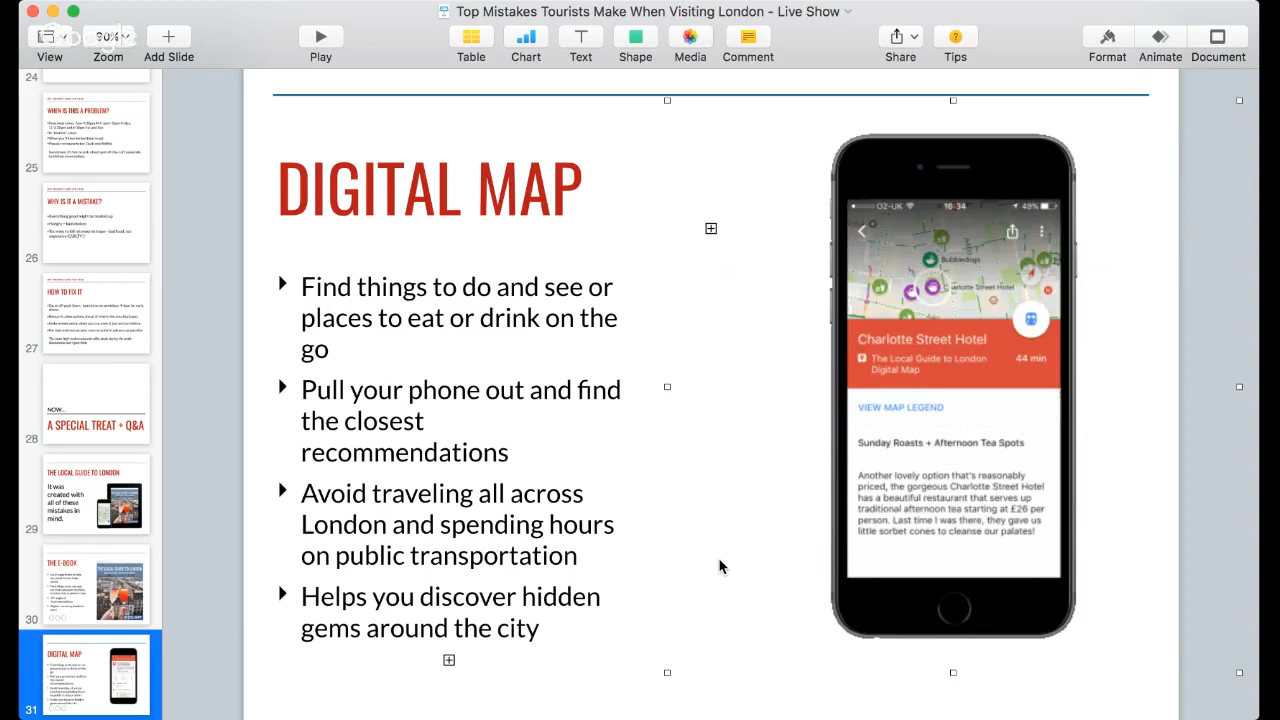 Top Mistakes Tourists Make When Visiting London - Live Show
Google
90%
View
Zoom
Add Slide
Play
Table
Chart
Text
Shape
Media
Comment
Share
Tips
Format
Animate
Document
24
WHEN IS THIS A PROBLEM?
25
WHY IS IT A MISTAKE?
26
HOW TO FIX IT
27
NOW...
A SPECIAL TREAT + Q&A
28
THE LOCAL GUIDE TO LONDON
It was
created with
all of these
mistakes in
mind.
29
THE E-BOOK
30
DIGITAL MAP
31
DIGITAL MAP
Find things to do and see or
places to eat or drink on the
go
Pull your phone out and find
the closest
recommendations
Avoid traveling all across
London and spending hours
on public transportation
Helps you discover hidden
gems around the city
O2-UK
16:34
49%
Bubbledogs
Charlotte Street Hotel
Charlotte Street Hotel
The Local Guide to London
Digital Map
44 min
VIEW MAP LEGEND
Sunday Roasts + Afternoon Tea Spots
Another lovely option that's reasonably
priced, the gorgeous Charlotte Street Hotel
has a beautiful restaurant that serves up
traditional afternoon tea starting at £26 per
person. Last time I was there, they gave us
little sorbet cones to cleanse our palates!